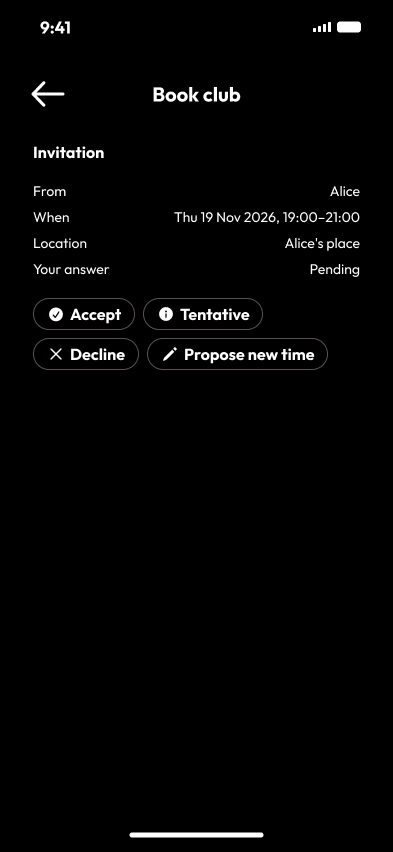 9:41
Book club
Invitation
From Alice
When Thu 19 Nov 2026, 19:00–21:00
Location Alice's place
Your answer Pending
Accept Tentative
Decline Propose new time